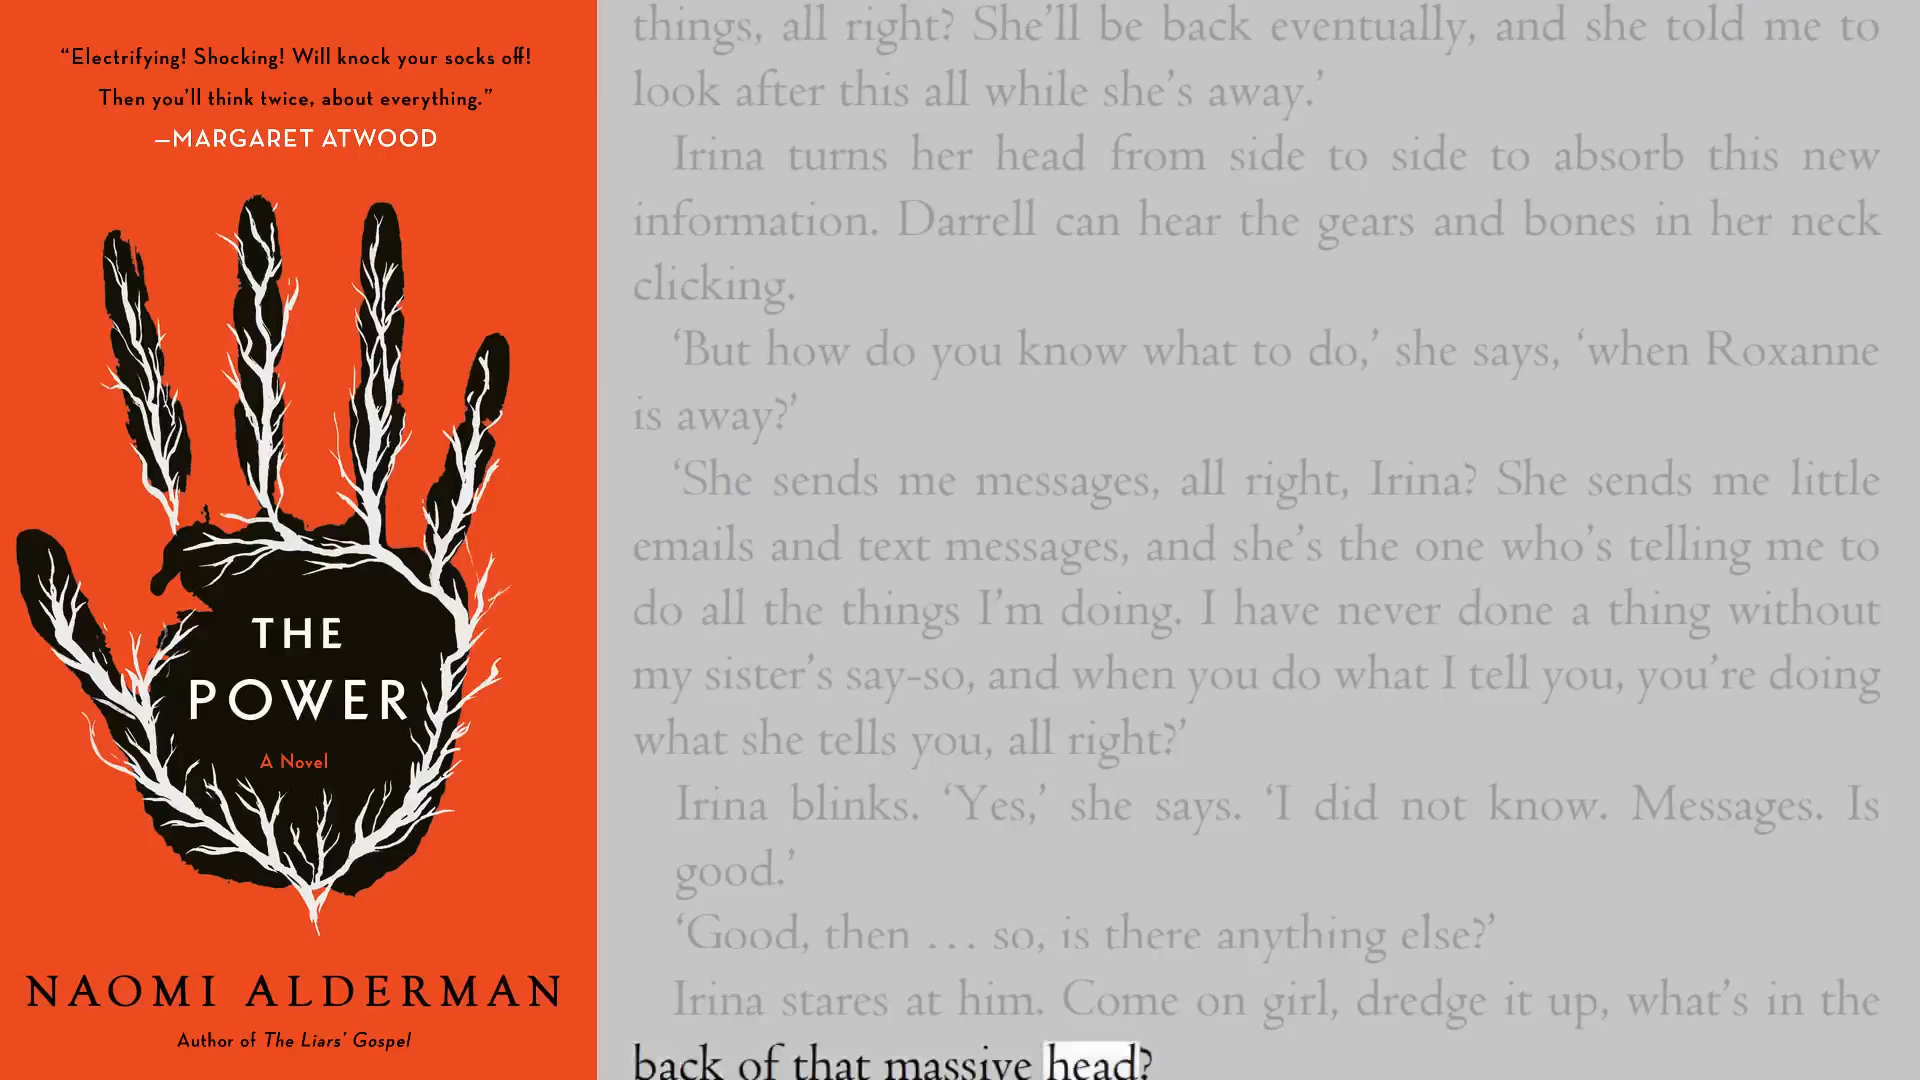 “Electrifying! Shocking! Will knock your socks off!
Then you’ll think twice, about everything.”
—MARGARET ATWOOD
THE
POWER
A Novel
NAOMI ALDERMAN
Author of The Liars’ Gospel
things, all right? She’ll be back eventually, and she told me to
look after this all while she’s away.’
Irina turns her head from side to side to absorb this new
information. Darrell can hear the gears and bones in her neck
clicking.
‘But how do you know what to do,’ she says, ‘when Roxanne
is away?’
‘She sends me messages, all right, Irina? She sends me little
emails and text messages, and she’s the one who’s telling me to
do all the things I’m doing. I have never done a thing without
my sister’s say-so, and when you do what I tell you, you’re doing
what she tells you, all right?’
Irina blinks. ‘Yes,’ she says. ‘I did not know. Messages. Is
good.’
‘Good, then … so, is there anything else?’
Irina stares at him. Come on girl, dredge it up, what’s in the
back of that massive head?